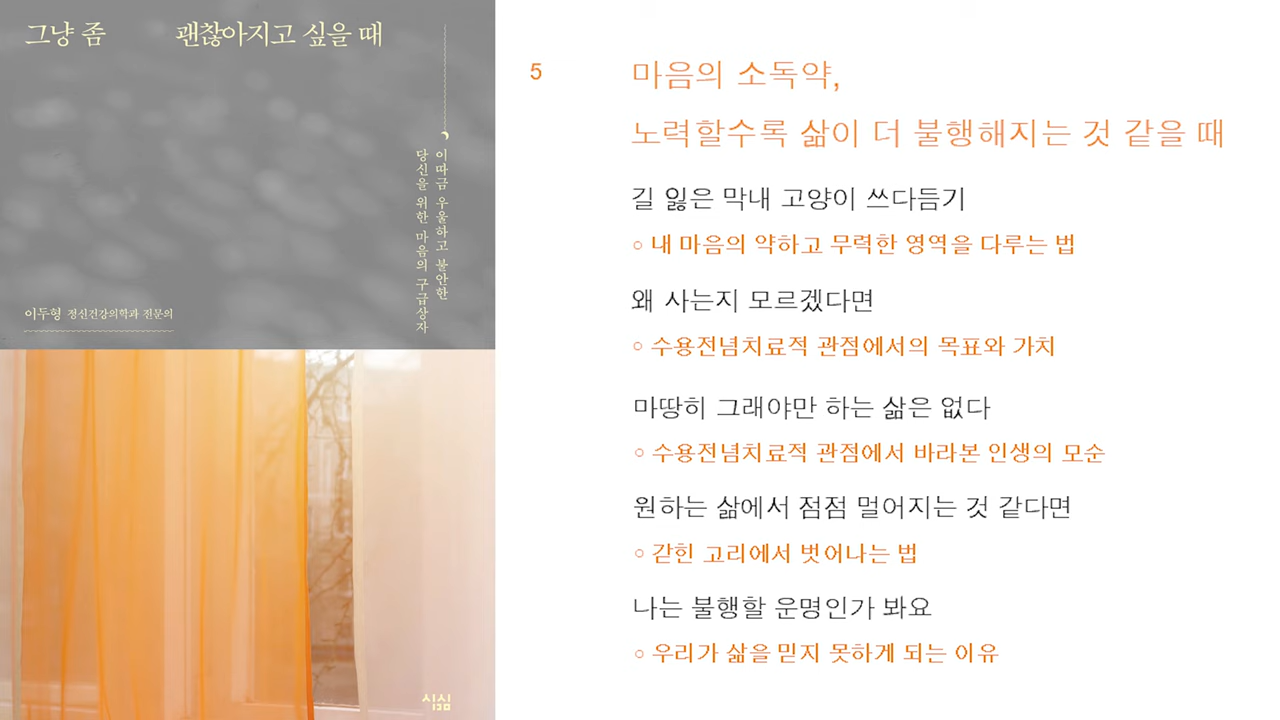 그냥 좀 괜찮아지고 싶을 때
이따금 우울하고 불안한
당신을 위한 마음의 구급상자
이두형 정신건강의학과 전문의
심심
5
마음의 소독약,
노력할수록 삶이 더 불행해지는 것 같을 때
길 잃은 막내 고양이 쓰다듬기
○ 내 마음의 약하고 무력한 영역을 다루는 법
왜 사는지 모르겠다면
○ 수용전념치료적 관점에서의 목표와 가치
마땅히 그래야만 하는 삶은 없다
○ 수용전념치료적 관점에서 바라본 인생의 모순
원하는 삶에서 점점 멀어지는 것 같다면
○ 갇힌 고리에서 벗어나는 법
나는 불행할 운명인가 봐요
○ 우리가 삶을 믿지 못하게 되는 이유